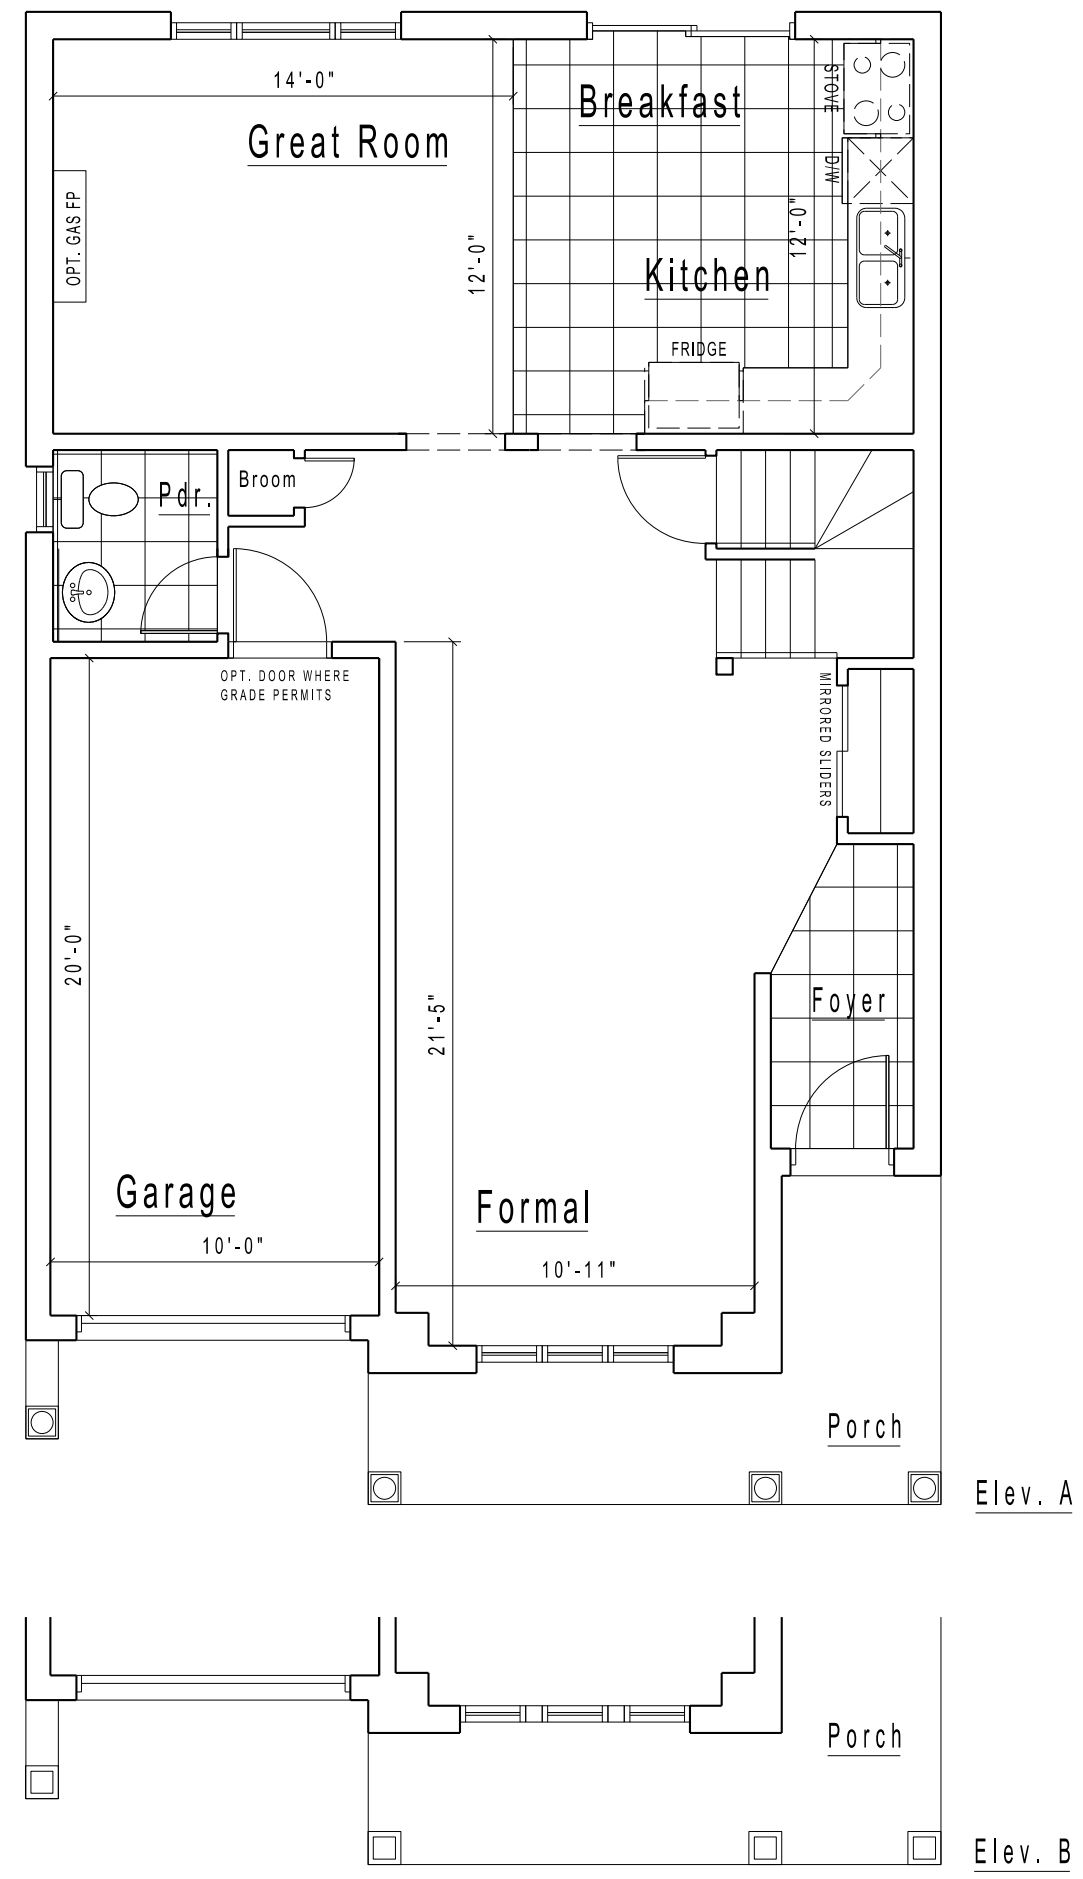 14'-0"
Great Room
Breakfast
STOVE
D/W
OPT. GAS FP
12'-0"
12'-0"
Kitchen
FRIDGE
Pdr.
Broom
OPT. DOOR WHERE
GRADE PERMITS
MIRRORED SLIDERS
20'-0"
21'-5"
Foyer
Garage
10'-0"
Formal
10'-11"
Porch
Elev. A
Porch
Elev. B